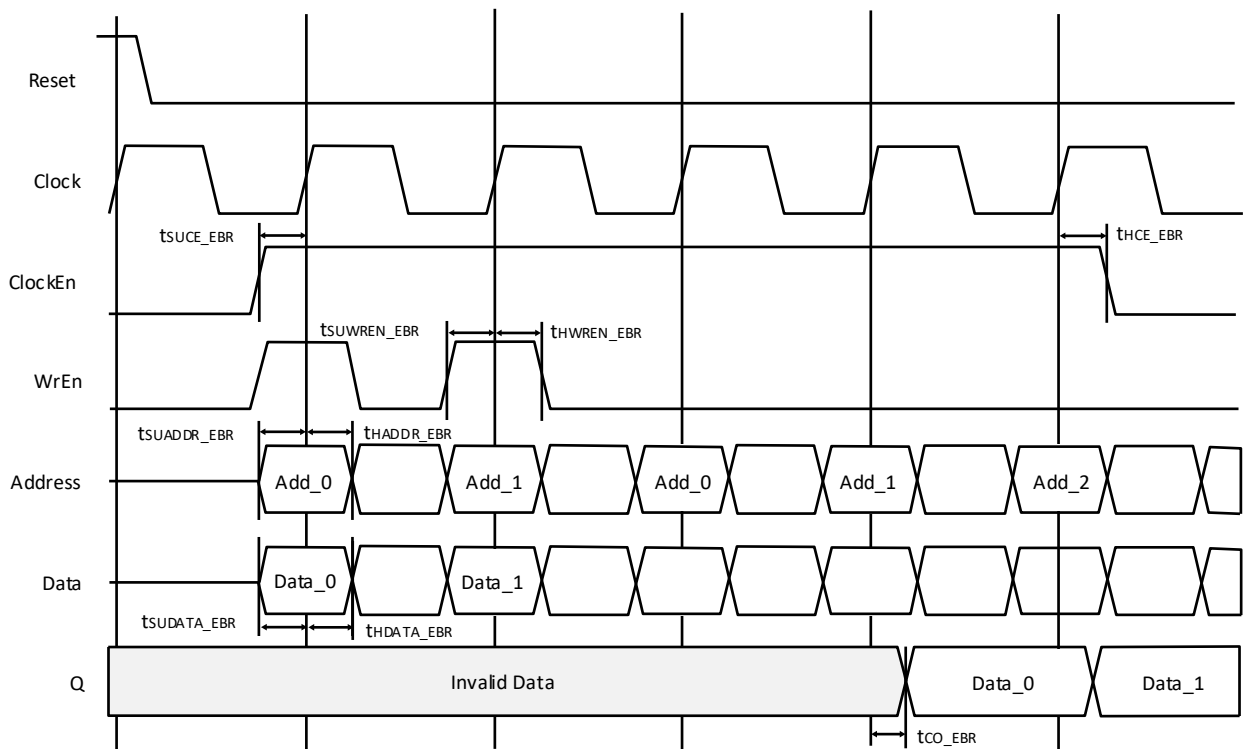 Reset
Clock
tSUCE_EBR
tHCE_EBR
ClockEn
tSUWREN_EBR
tHWREN_EBR
WrEn
tSUADDR_EBR
tHADDR_EBR
Address
Add_0
Add_1
Add_0
Add_1
Add_2
Data
Data_0
Data_1
tSUDATA_EBR
tHDATA_EBR
Q
Invalid Data
Data_0
Data_1
tCO_EBR